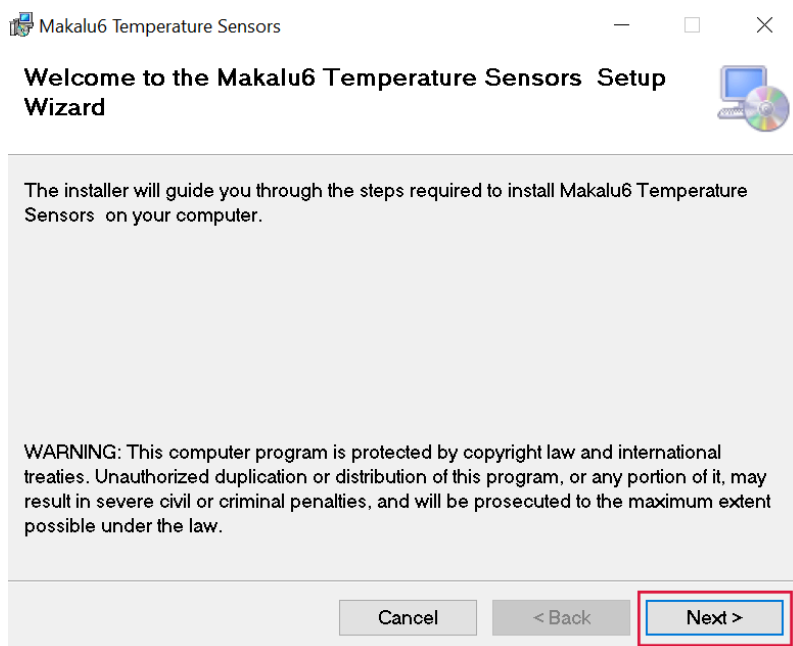 Makalu6 Temperature Sensors
Welcome to the Makalu6 Temperature Sensors  Setup
Wizard
The installer will guide you through the steps required to install Makalu6 Temperature
Sensors  on your computer.
WARNING: This computer program is protected by copyright law and international
treaties. Unauthorized duplication or distribution of this program, or any portion of it, may
result in severe civil or criminal penalties, and will be prosecuted to the maximum extent
possible under the law.
Cancel
< Back
Next >